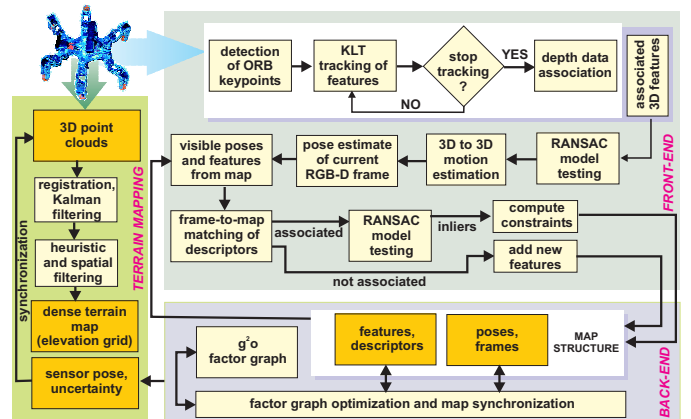 detection
of ORB
keypoints
KLT
tracking of
features
stop
tracking
?
YES
NO
depth data
association
associated
3D features
3D point
clouds
registration,
Kalman
filtering
heuristic
and spatial
filtering
dense terrain
map
(elevation grid)
sensor pose,
uncertainty
synchronization
TERRAIN MAPPING
visible poses
and features
from map
pose estimate
of current
RGB-D frame
3D to 3D
motion
estimation
RANSAC
model
testing
FRONT-END
frame-to-map
matching of
descriptors
associated
RANSAC
model
testing
inliers
compute
constraints
not associated
add new
features
g²o
factor graph
features,
descriptors
poses,
frames
MAP
STRUCTURE
factor graph optimization and map synchronization
BACK-END